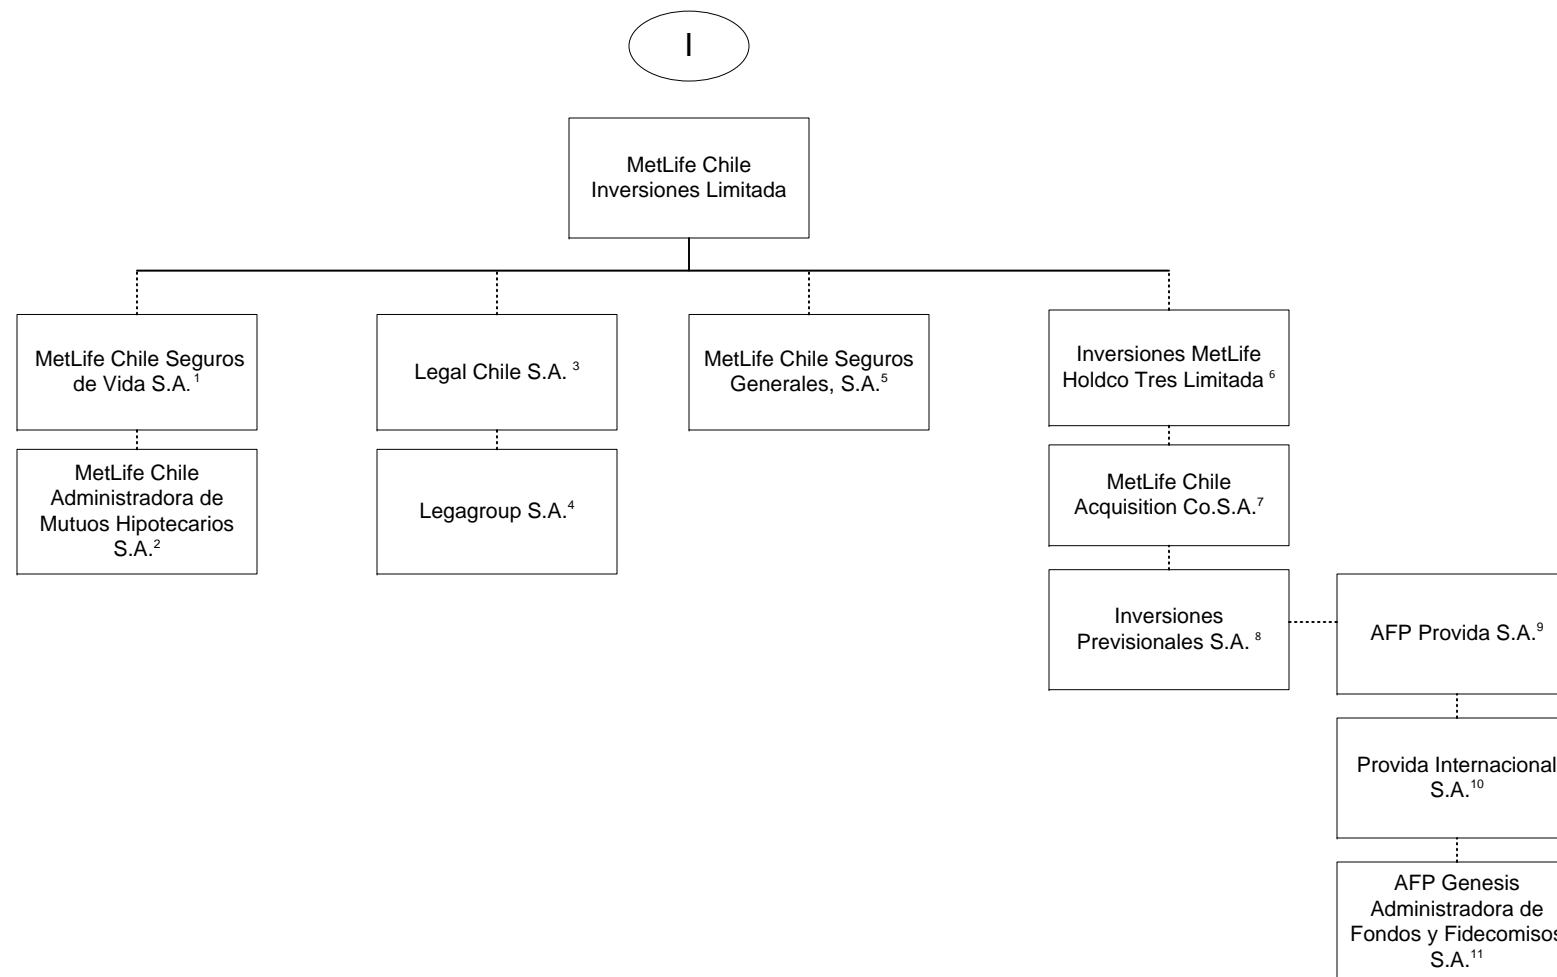 I
MetLife Chile
Inversiones Limitada
MetLife Chile Seguros
de Vida S.A. 1
Legal Chile S.A. 3
MetLife Chile Seguros
Generales, S.A.5
Inversiones MetLife
Holdco Tres Limitada 6
MetLife Chile
Administradora de
Mutuos Hipotecarios
S.A.2
Legagroup S.A.4
MetLife Chile
Acquisition Co.S.A.7
Inversiones
Previsionales S.A. 8
AFP Provida S.A.9
Provida Internacional
S.A.10
AFP Genesis
Administradora de
Fondos y Fidecomisos
S.A.11